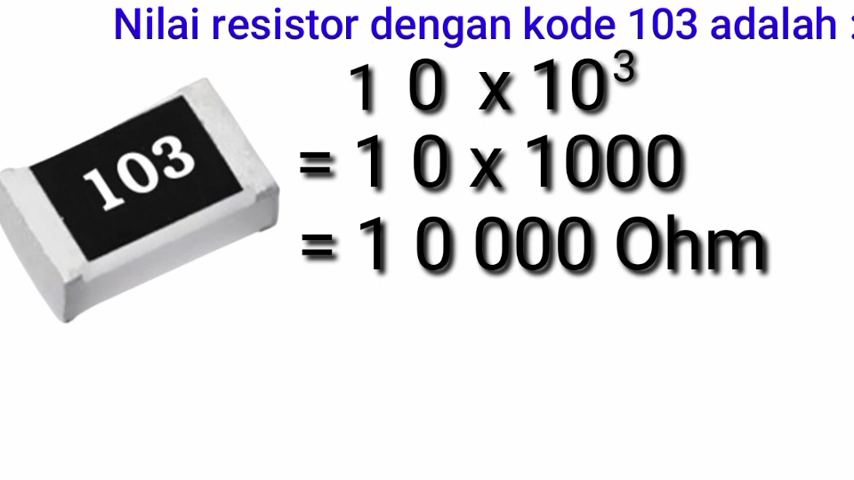 Nilai resistor dengan kode 103 adalah :
1 0 x 10³
103
= 1 0 x 1000
= 1 0 000 Ohm